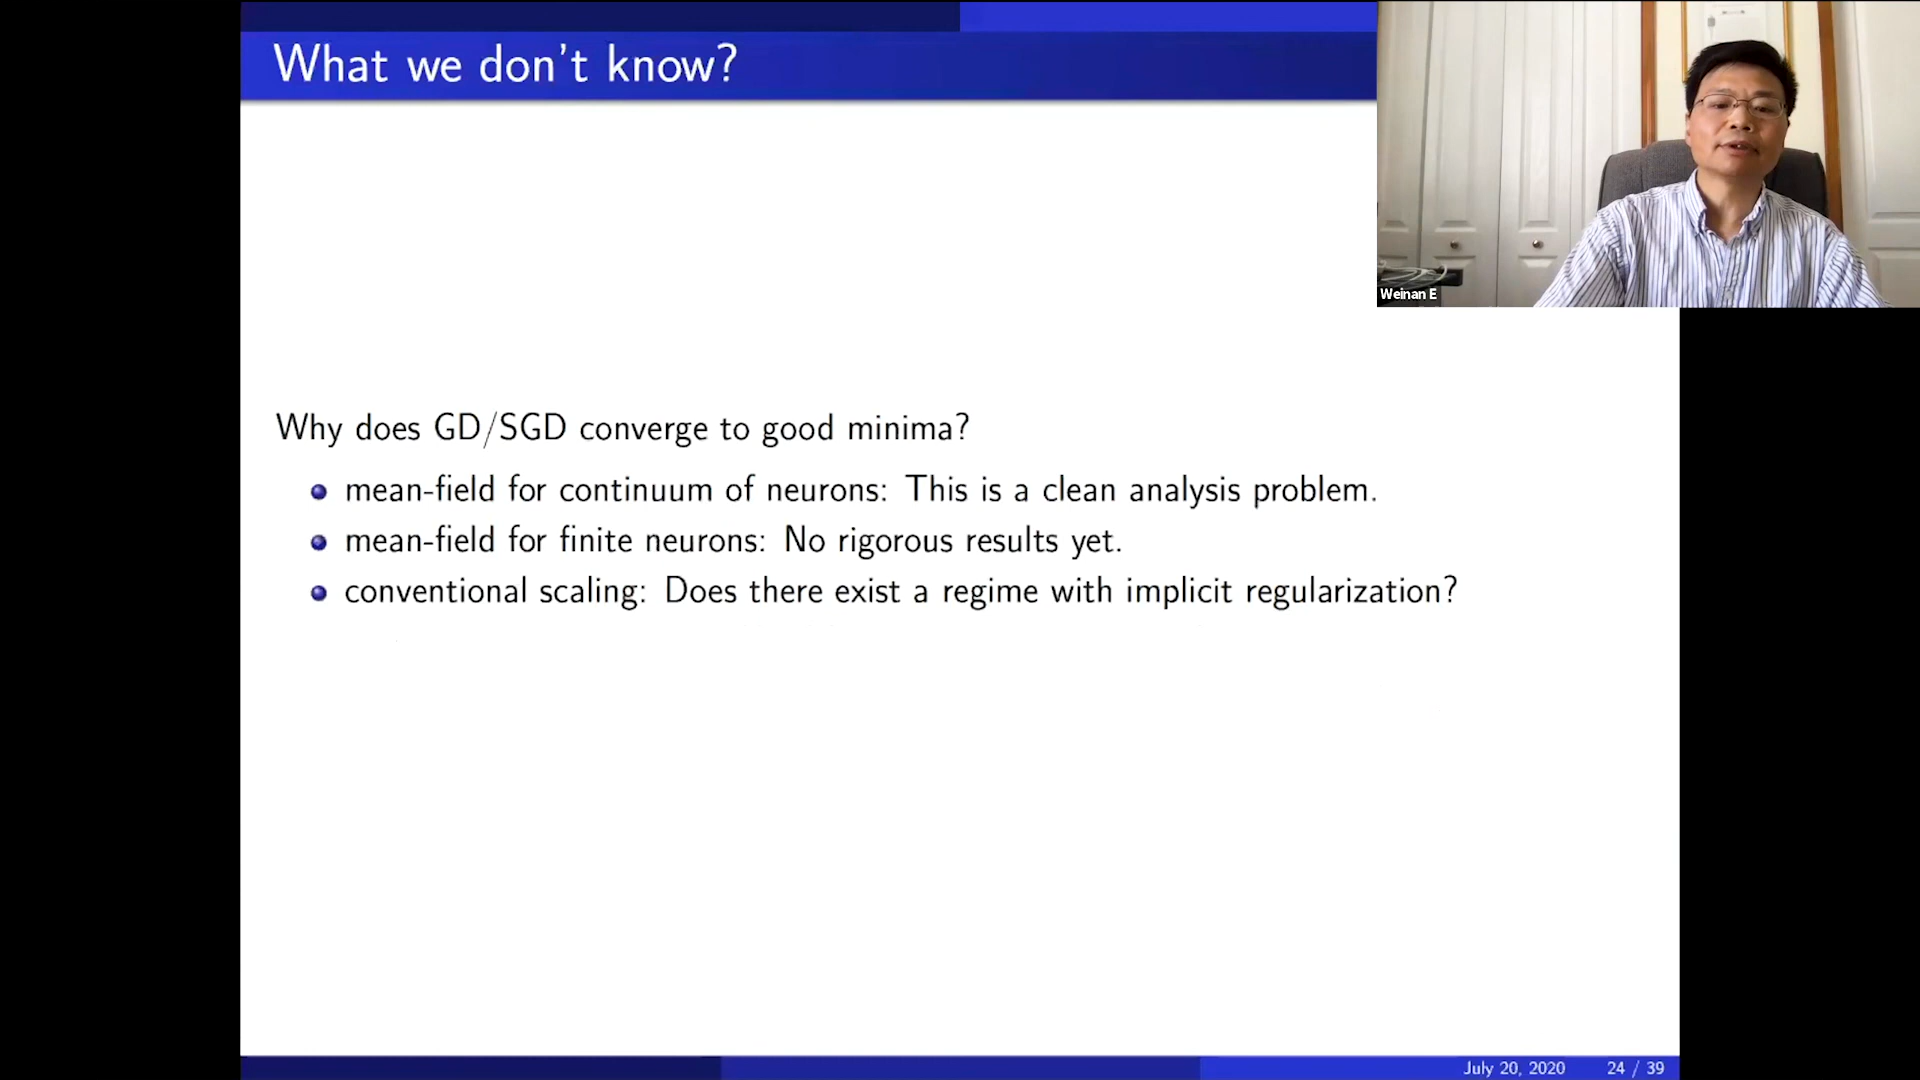 What we don't know?
Weinan E
Why does GD/SGD converge to good minima?
mean-field for continuum of neurons: This is a clean analysis problem.
mean-field for finite neurons: No rigorous results yet.
conventional scaling: Does there exist a regime with implicit regularization?
July 20, 2020 24 / 39